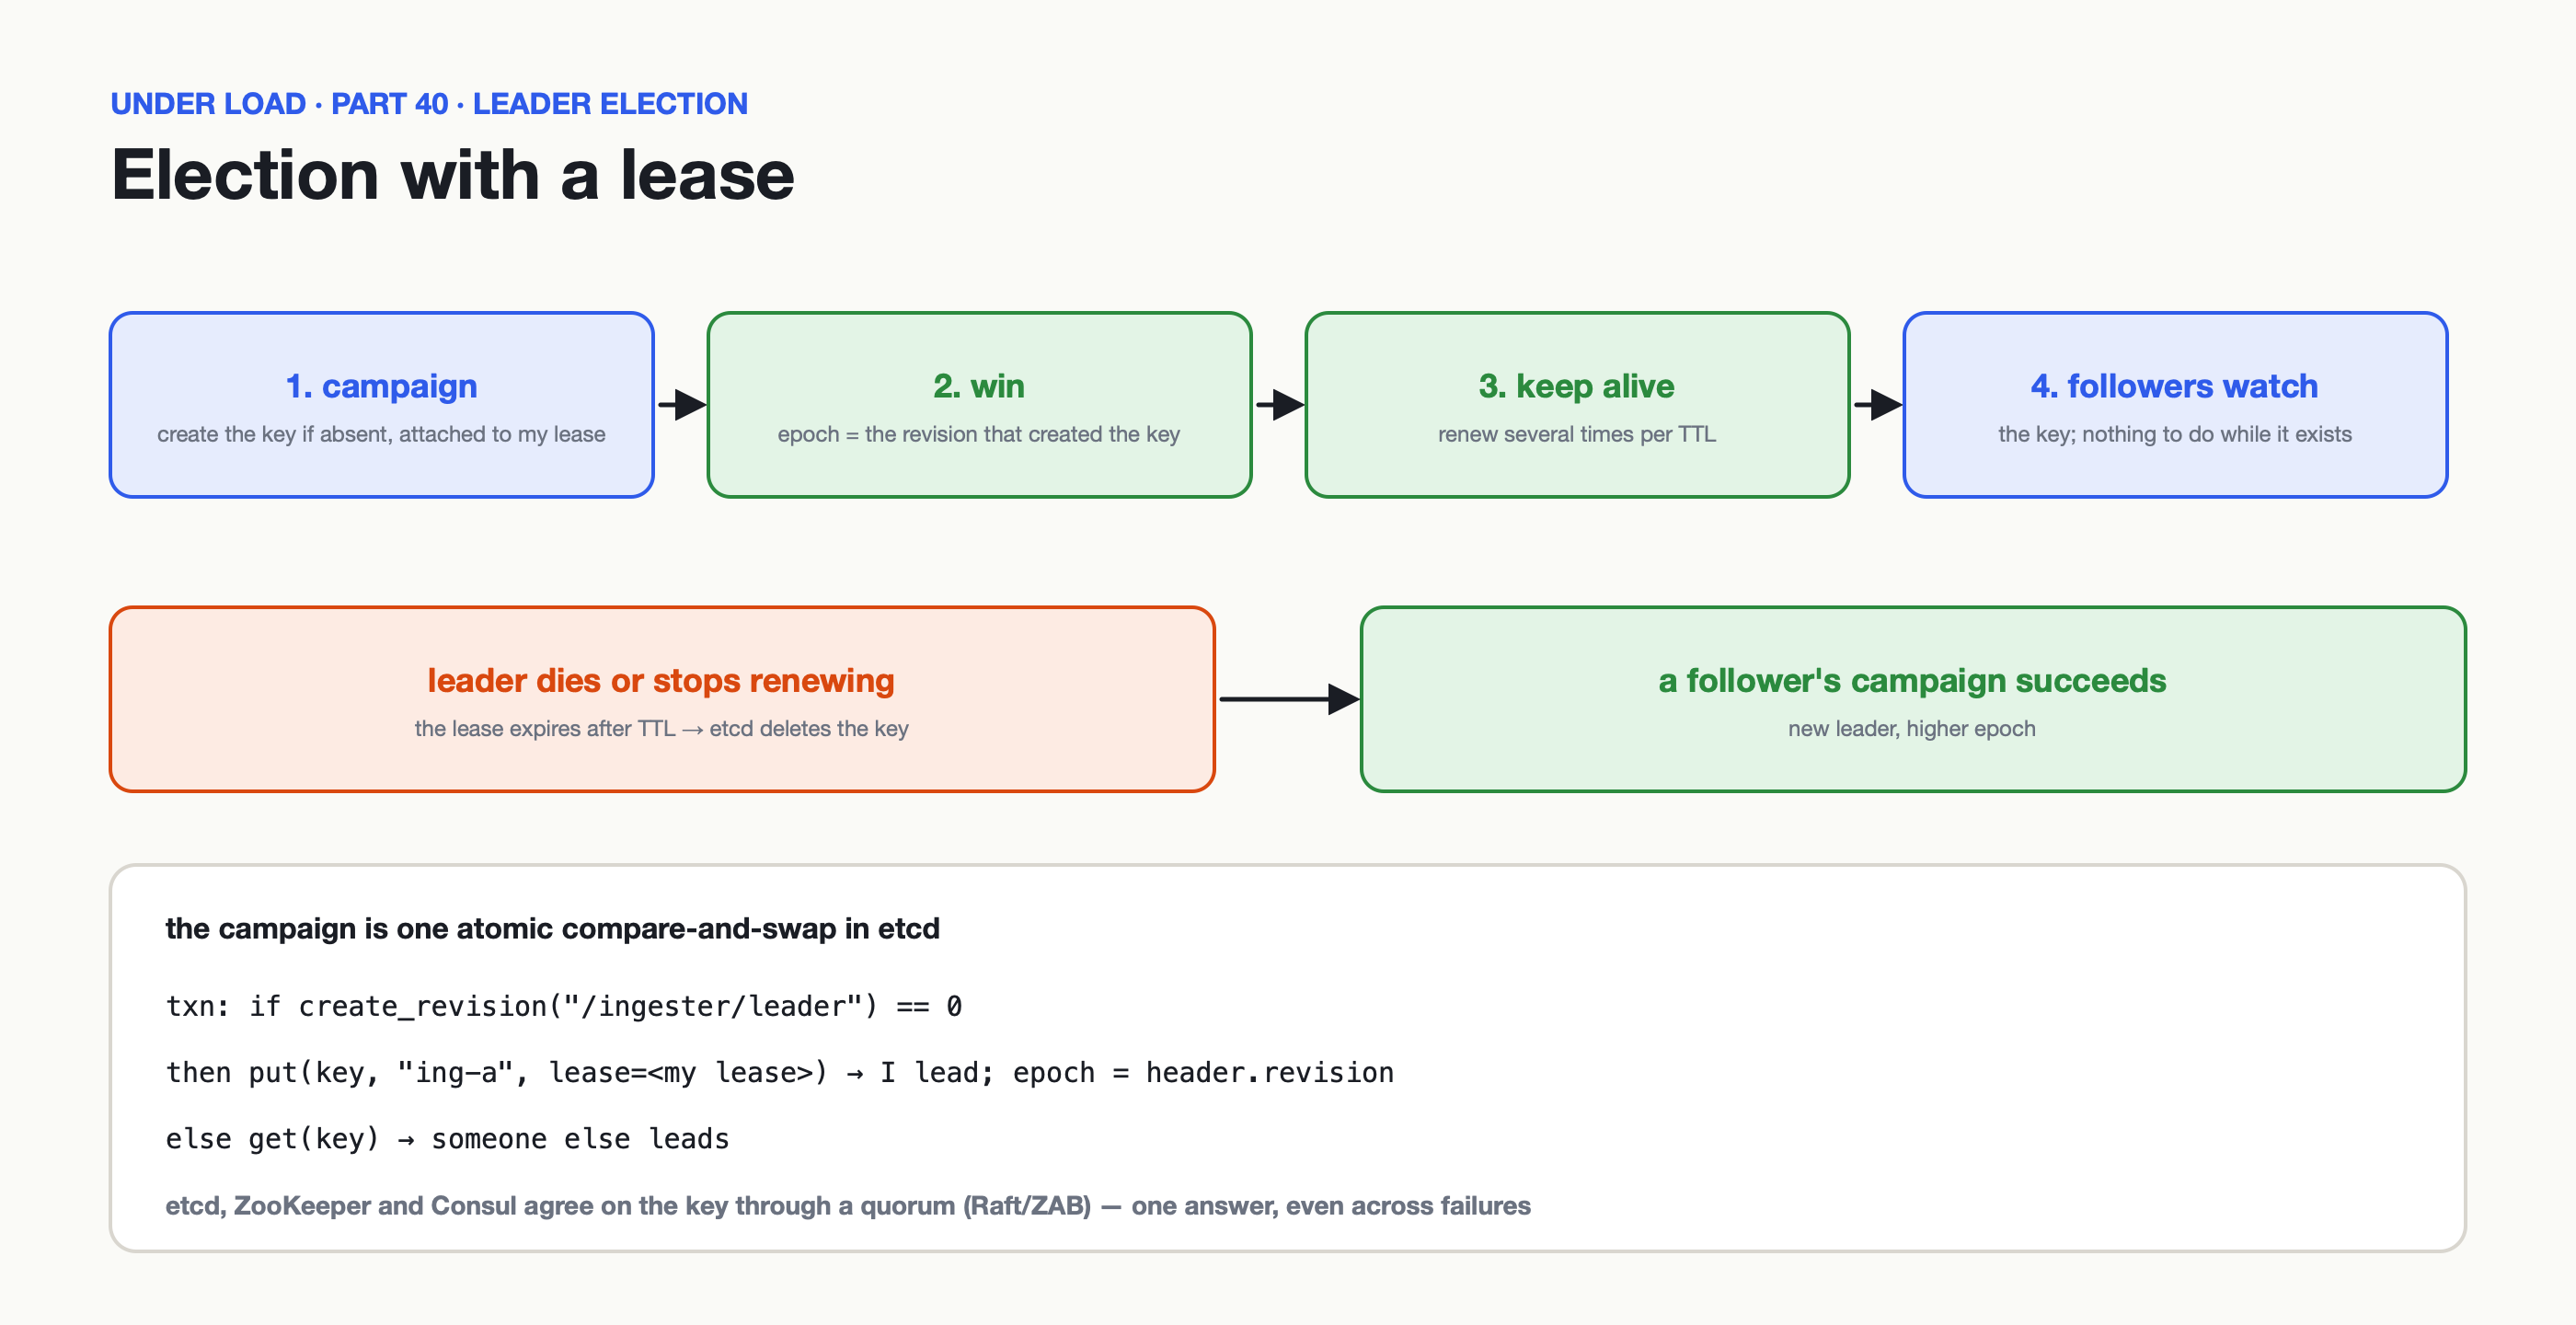 UNDER LOAD · PART 40 · LEADER ELECTION
Election with a lease
1. campaign
create the key if absent, attached to my lease
2. win
epoch = the revision that created the key
3. keep alive
renew several times per TTL
4. followers watch
the key; nothing to do while it exists
leader dies or stops renewing
the lease expires after TTL → etcd deletes the key
a follower's campaign succeeds
new leader, higher epoch
the campaign is one atomic compare-and-swap in etcd
txn: if create_revision("/ingester/leader") == 0
then put(key, "ing-a", lease=<my lease>) → I lead; epoch = header.revision
else get(key) → someone else leads
etcd, ZooKeeper and Consul agree on the key through a quorum (Raft/ZAB) — one answer, even across failures